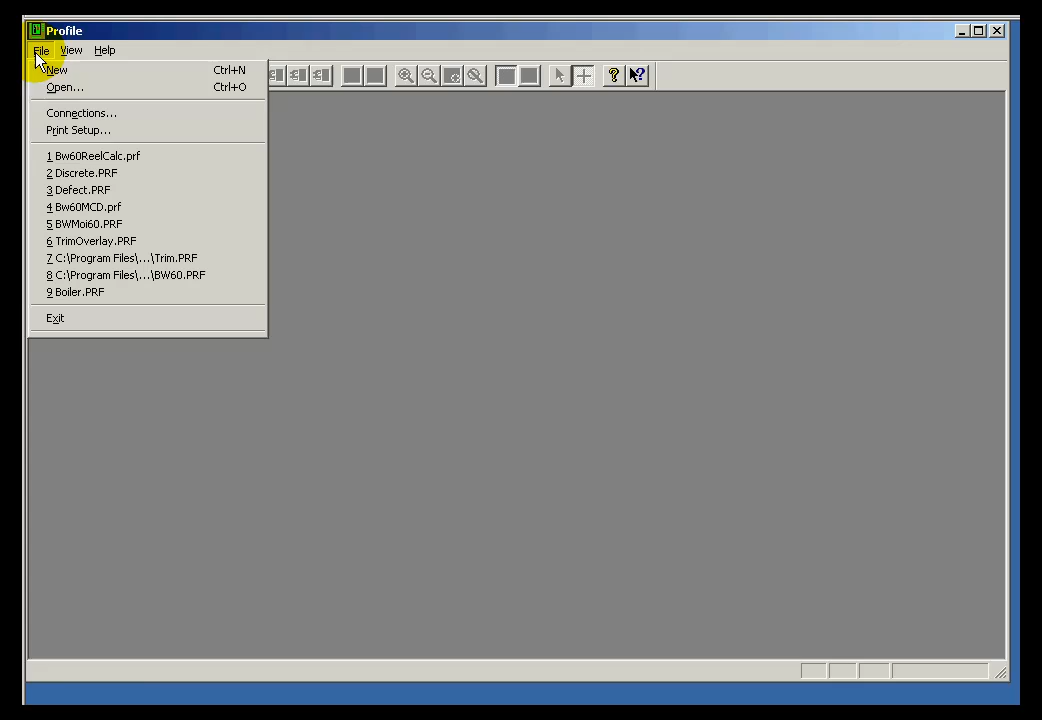 Profile
File View Help
New Ctrl+N
Open... Ctrl+O
Connections...
Print Setup...
1 Bw60ReelCalc.prf
2 Discrete.PRF
3 Defect.PRF
4 Bw60MCD.prf
5 BWMoi60.PRF
6 TrimOverlay.PRF
7 C:\Program Files\...\Trim.PRF
8 C:\Program Files\...\BW60.PRF
9 Boiler.PRF
Exit